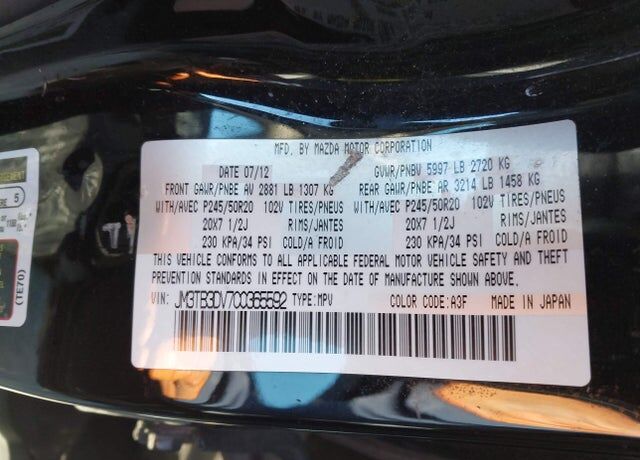 MFD. BY MAZDA MOTOR CORPORATION
DATE 07/12 GVWR/PNBV 5997 LB 2720 KG
FRONT GAWR/PNBE AV 2881 LB 1307 KG REAR GAWR/PNBE AR 3214 LB 1458 KG
WITH/AVEC P245/50R20 102V TIRES/PNEUS WITH/AVEC P245/50R20 102V TIRES/PNEUS
20X7 1/2J RIMS/JANTES 20X7 1/2J RIMS/JANTES
230 KPA/34 PSI COLD/A FROID 230 KPA/34 PSI COLD/A FROID
THIS VEHICLE CONFORMS TO ALL APPLICABLE FEDERAL MOTOR VEHICLE SAFETY AND THEFT
PREVENTION STANDARDS IN EFFECT ON THE DATE OF MANUFACTURE SHOWN ABOVE.
VIN: JM3TB3DV7C0365592 TYPE:MPV COLOR CODE:A3F MADE IN JAPAN
5
(TE70)